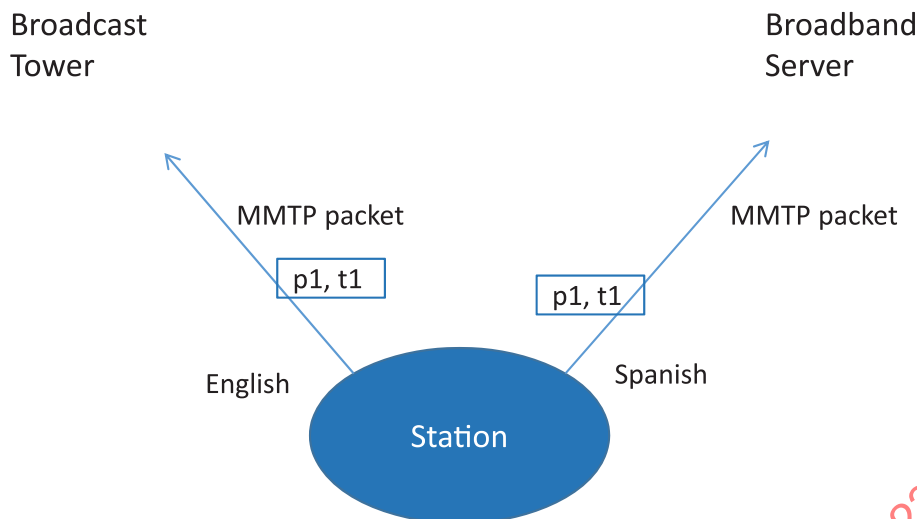 Broadcast
Tower
Broadband
Server
MMTP packet
MMTP packet
p1, t1
p1, t1
English
Spanish
Station